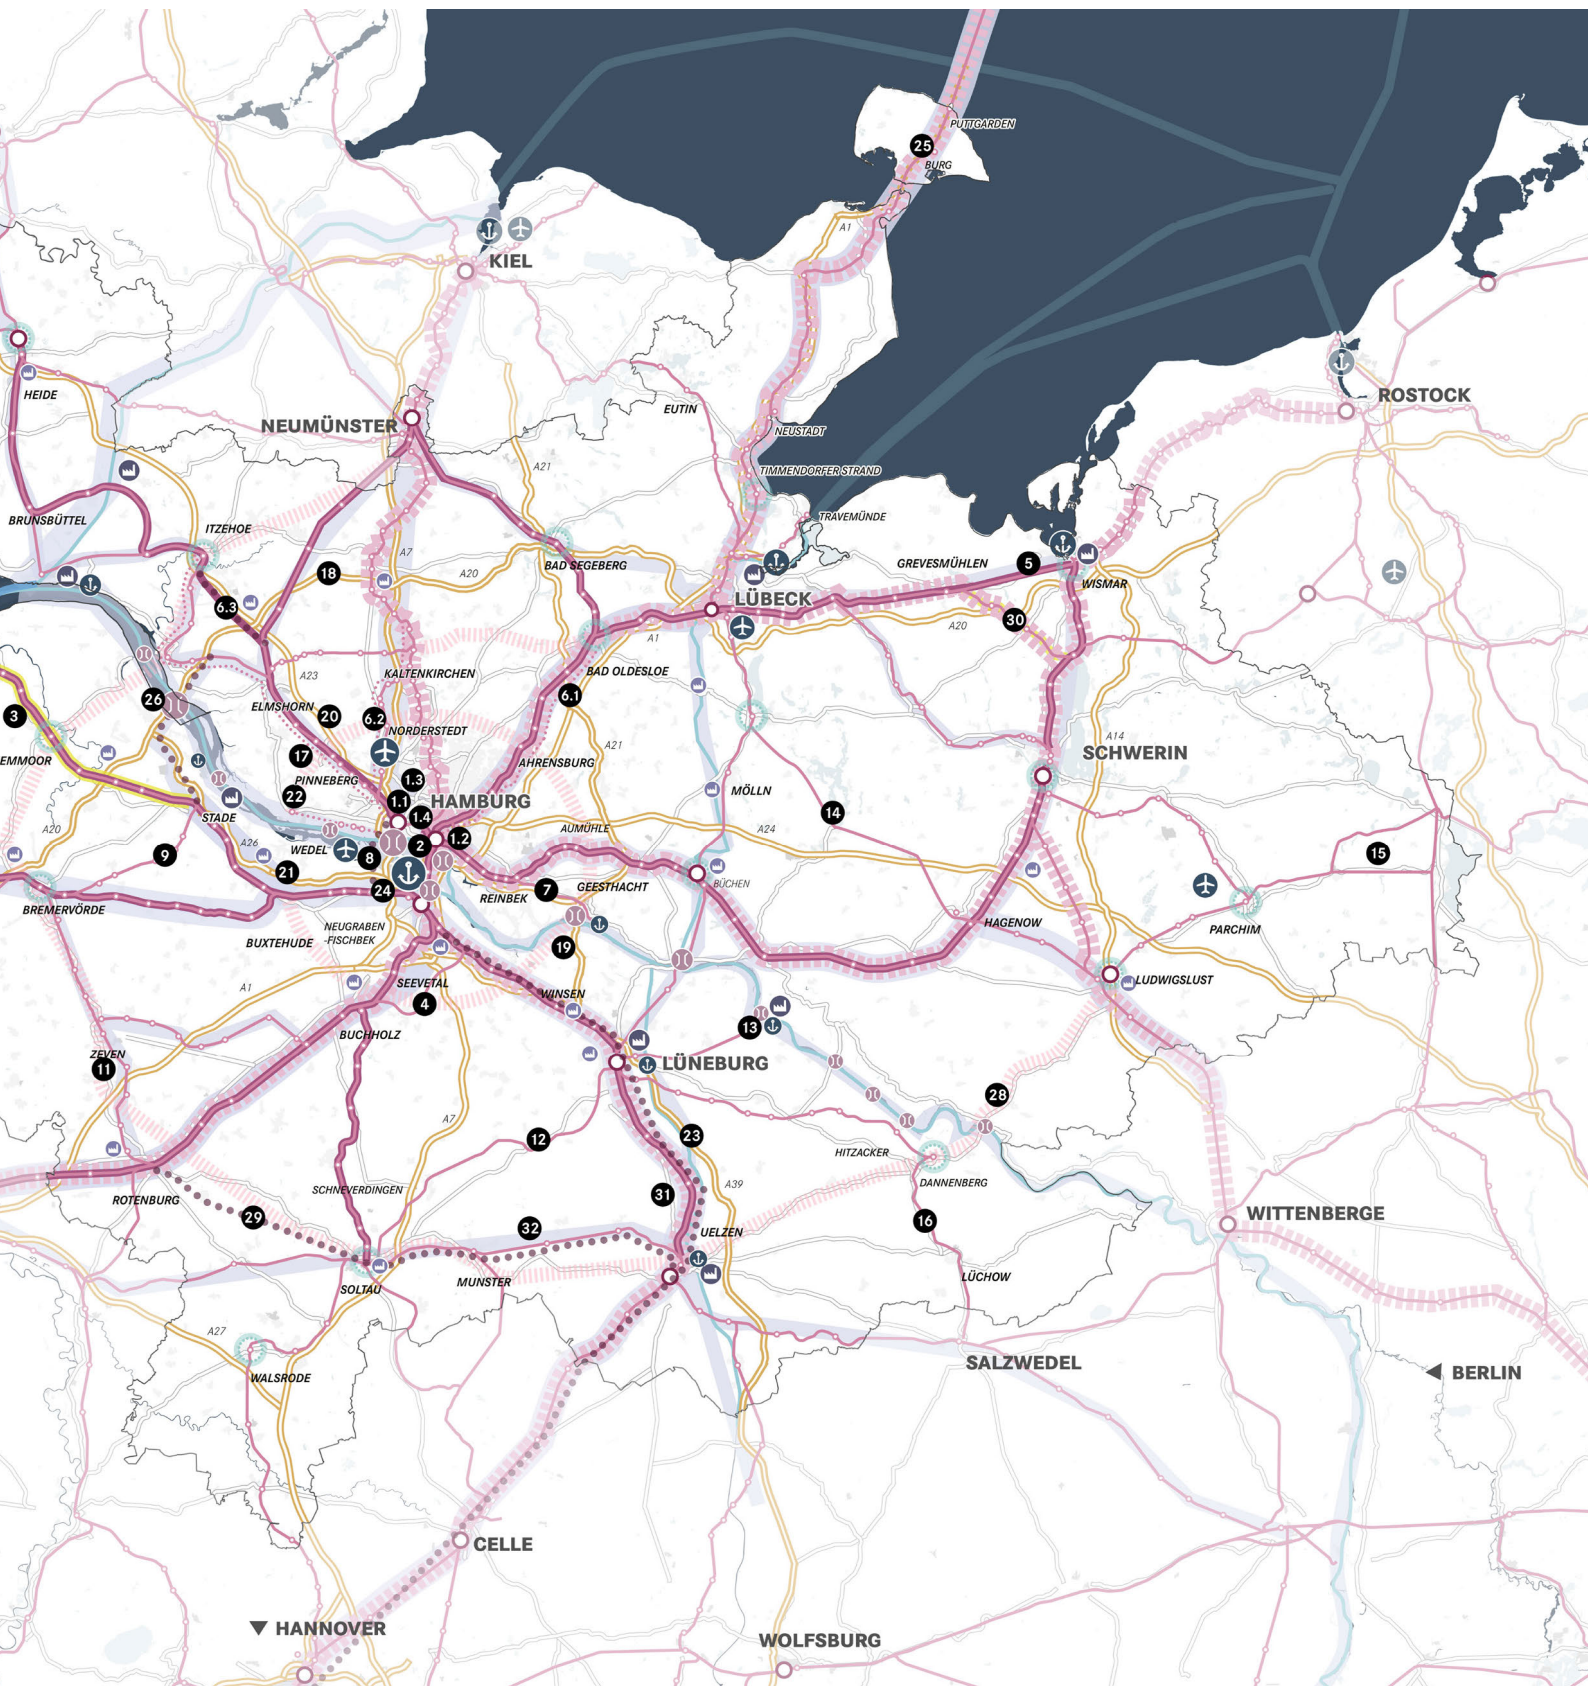 PUTTGARDEN
25
BURG
A1
KIEL
ROSTOCK
HEIDE
EUTIN
NEUMÜNSTER
NEUSTADT
A21
TIMMENDORFER STRAND
BRUNSBÜTTEL
ITZEHOE
TRAVEMÜNDE
A7
BAD SEGEBERG
GREVESMÜHLEN
5
18
A20
WISMAR
LÜBECK
6.3
30
A20
A1
A23
KALTENKIRCHEN
BAD OLDESLOE
26
6.1
3
ELMSHORN
20
6.2
NORDERSTEDT
A14
A21
SCHWERIN
EMMOOR
17
AHRENSBURG
PINNEBERG
1.3
22
1.1
HAMBURG
MÖLLN
STADE
1.4
14
A20
A26
WEDEL
2
1.2
AUMÜHLE
A24
9
8
15
21
24
REINBEK
7
GEESTHACHT
BÜCHEN
BREMERVÖRDE
NEUGRABEN
-FISCHBEK
HAGENOW
PARCHIM
BUXTEHUDE
19
A1
SEEVETAL
WINSEN
LUDWIGSLUST
4
BUCHHOLZ
13
ZEVEN
11
LÜNEBURG
28
A7
12
23
HITZACKER
DANNENBERG
SCHNEVERDINGEN
31
A39
ROTENBURG
29
32
UELZEN
16
WITTENBERGE
SOLTAU
MUNSTER
LÜCHOW
A27
SALZWEDEL
BERLIN
WALSRODE
CELLE
HANNOVER
WOLFSBURG